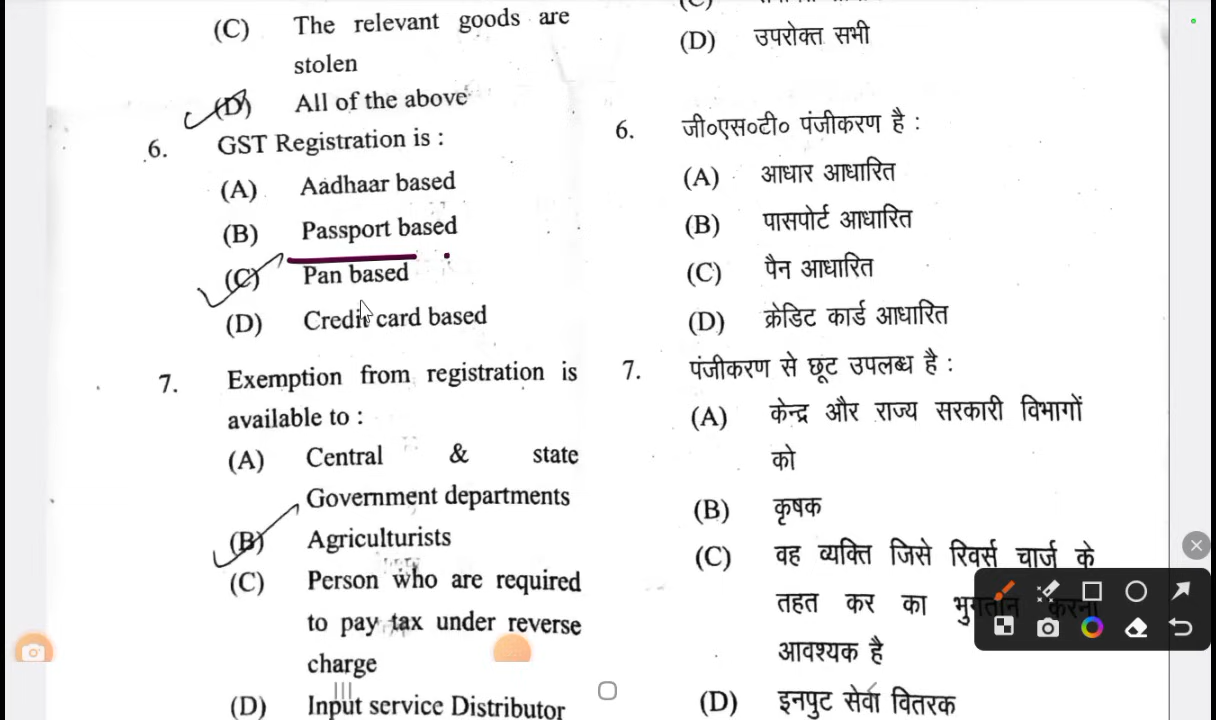 (C) The relevant goods are
stolen
(D) All of the above
6. GST Registration is :
(A) Aadhaar based
(B) Passport based
(C) Pan based
(D) Credit card based
7. Exemption from registration is
available to :
(A) Central & state
Government departments
(B) Agriculturists
(C) Person who are required
to pay tax under reverse
charge
(D) Input service Distributor
(D) उपरोक्त सभी
6. जी०एस०टी० पंजीकरण है :
(A) आधार आधारित
(B) पासपोर्ट आधारित
(C) पैन आधारित
(D) क्रेडिट कार्ड आधारित
7. पंजीकरण से छूट उपलब्ध है :
(A) केन्द्र और राज्य सरकारी विभागों
को
(B) कृषक
(C) वह व्यक्ति जिसे रिवर्स चार्ज के
तहत कर का भुगतान करना
आवश्यक है
(D) इनपुट सेवा वितरक